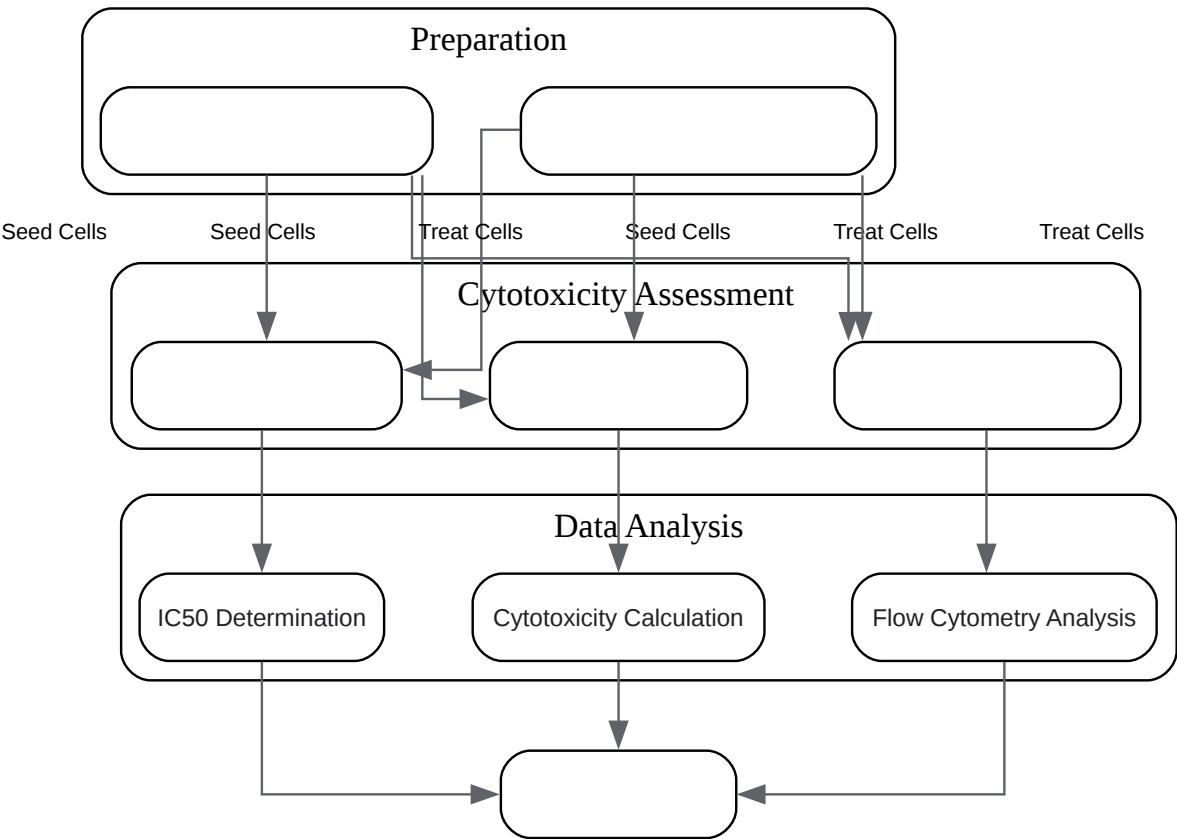 Preparation
Seed Cells
Seed Cells
Treat Cells
Seed Cells
Treat Cells
Treat Cells
Cytotoxicity Assessment
Data Analysis
IC50 Determination
Cytotoxicity Calculation
Flow Cytometry Analysis